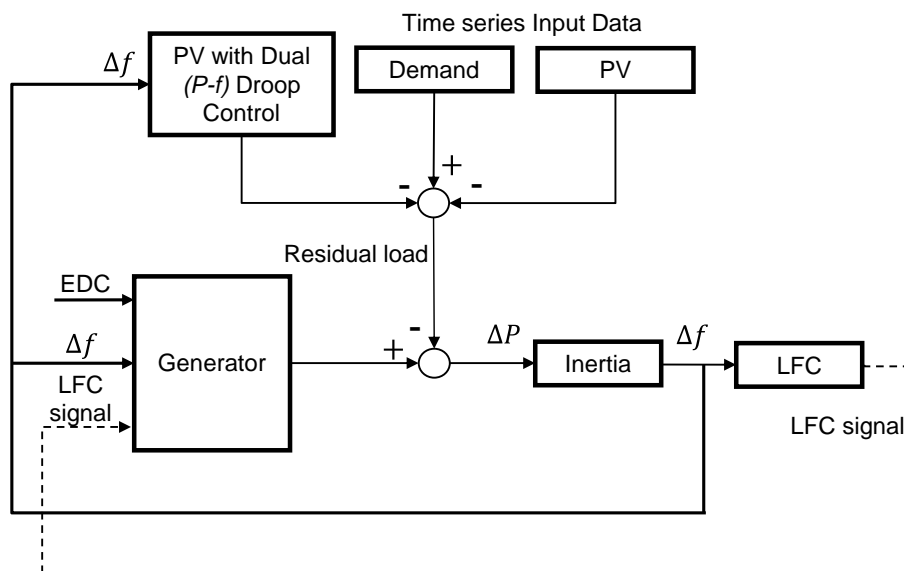 Time series Input Data
Δf
PV with Dual
(P-f) Droop
Control
Demand
PV
+
-
-
Residual load
EDC
Δf
LFC
signal
Generator
-
+
ΔP
Inertia
Δf
LFC
LFC signal